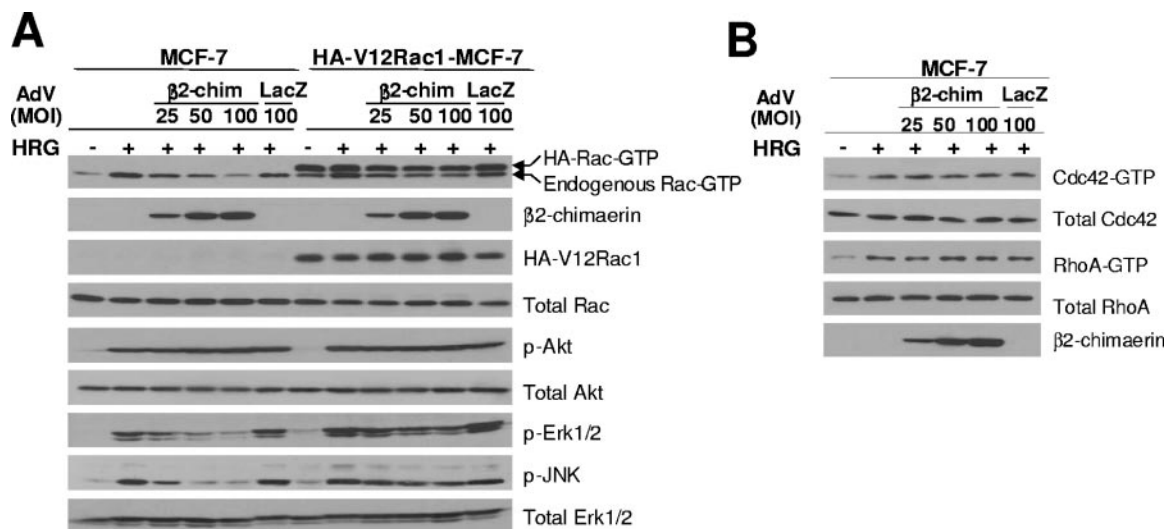 A
MCF-7 HA-V12Rac1-MCF-7
AdV (MOI) β2-chim LacZ β2-chim LacZ
25 50 100 100 25 50 100 100
HRG - + + + + + - + + + + +
HA-Rac-GTP
Endogenous Rac-GTP
β2-chimaerin
HA-V12Rac1
Total Rac
p-Akt
Total Akt
p-Erk1/2
p-JNK
Total Erk1/2
B
MCF-7
AdV (MOI) β2-chim LacZ
25 50 100 100
HRG - + + + + +
Cdc42-GTP
Total Cdc42
RhoA-GTP
Total RhoA
β2-chimaerin